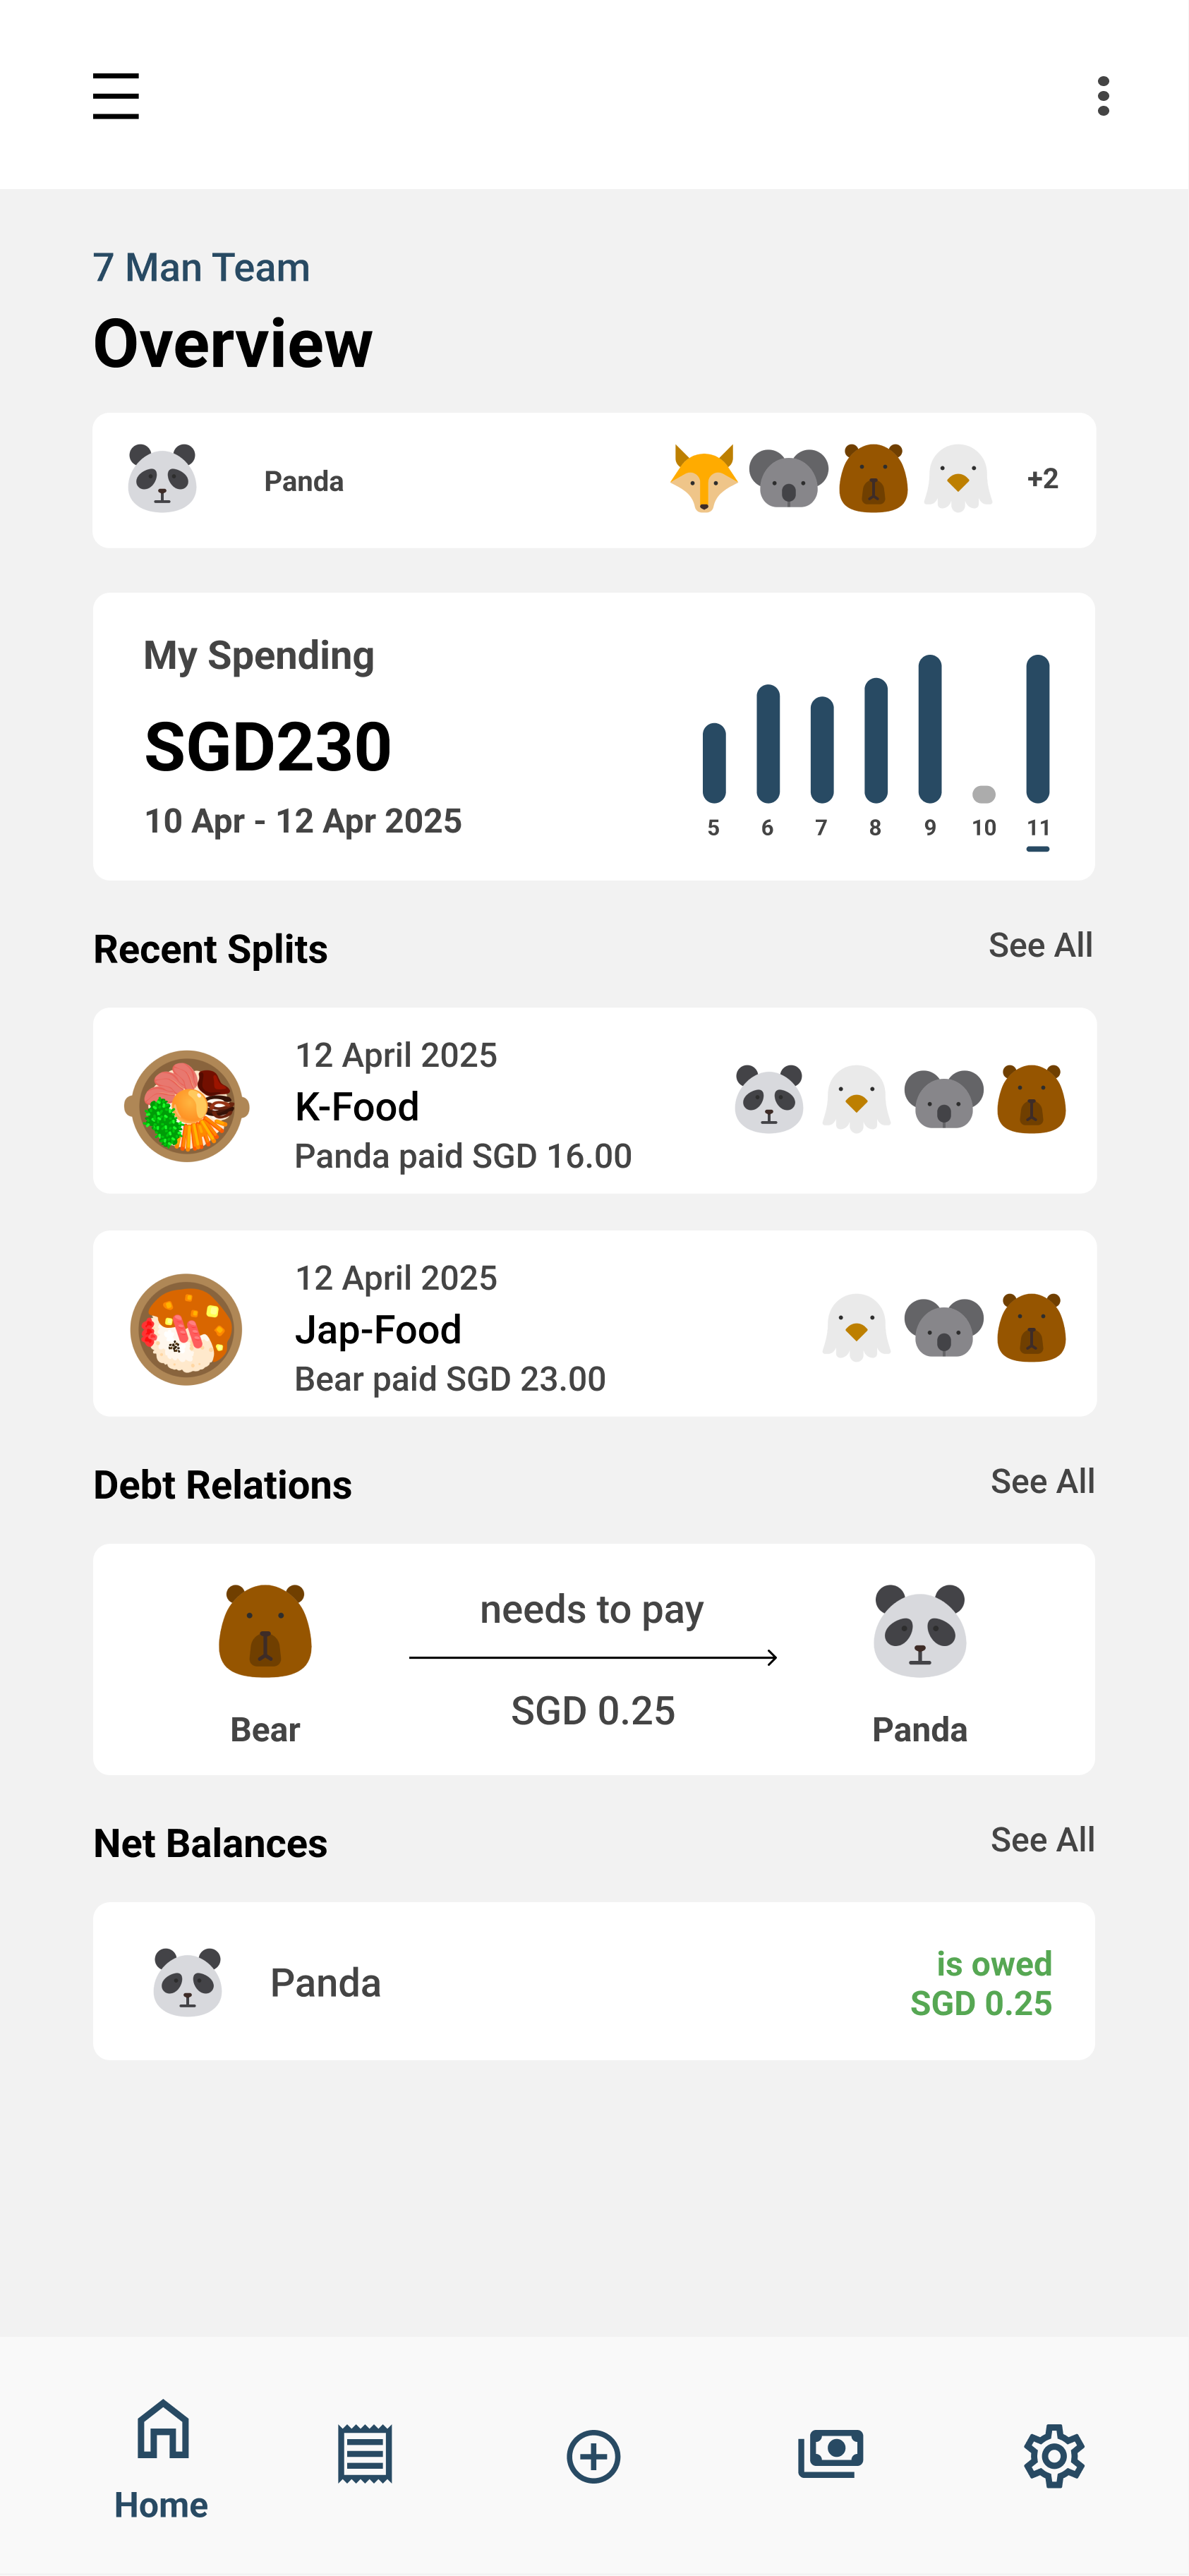 7 Man Team
Overview
Panda
+2
My Spending
SGD230
10 Apr - 12 Apr 2025
5 6 7 8 9 10 11
Recent Splits
See All
12 April 2025
K-Food
Panda paid SGD 16.00
12 April 2025
Jap-Food
Bear paid SGD 23.00
Debt Relations
See All
needs to pay
SGD 0.25
Bear
Panda
Net Balances
See All
Panda
is owed
SGD 0.25
Home